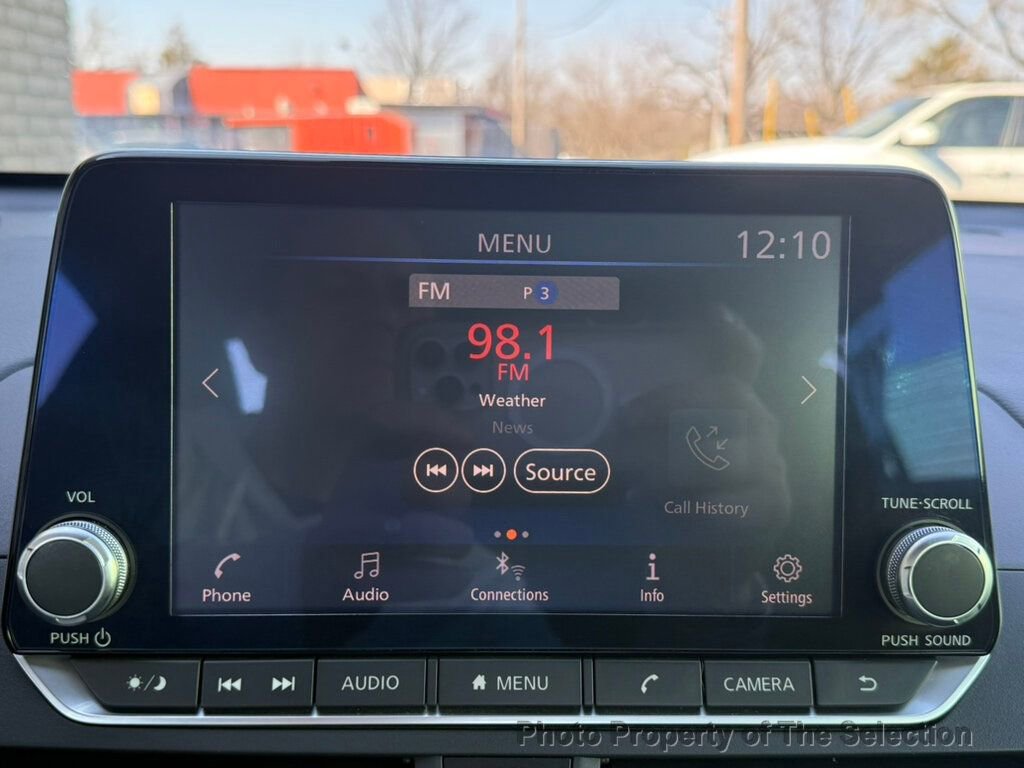 MENU
12:10
FM P 3
98.1
FM
Weather
News
Source
Call History
VOL
TUNE·SCROLL
Phone
Audio
Connections
Info
Settings
PUSH
PUSH SOUND
AUDIO
MENU
CAMERA
Photo Property of The Selection